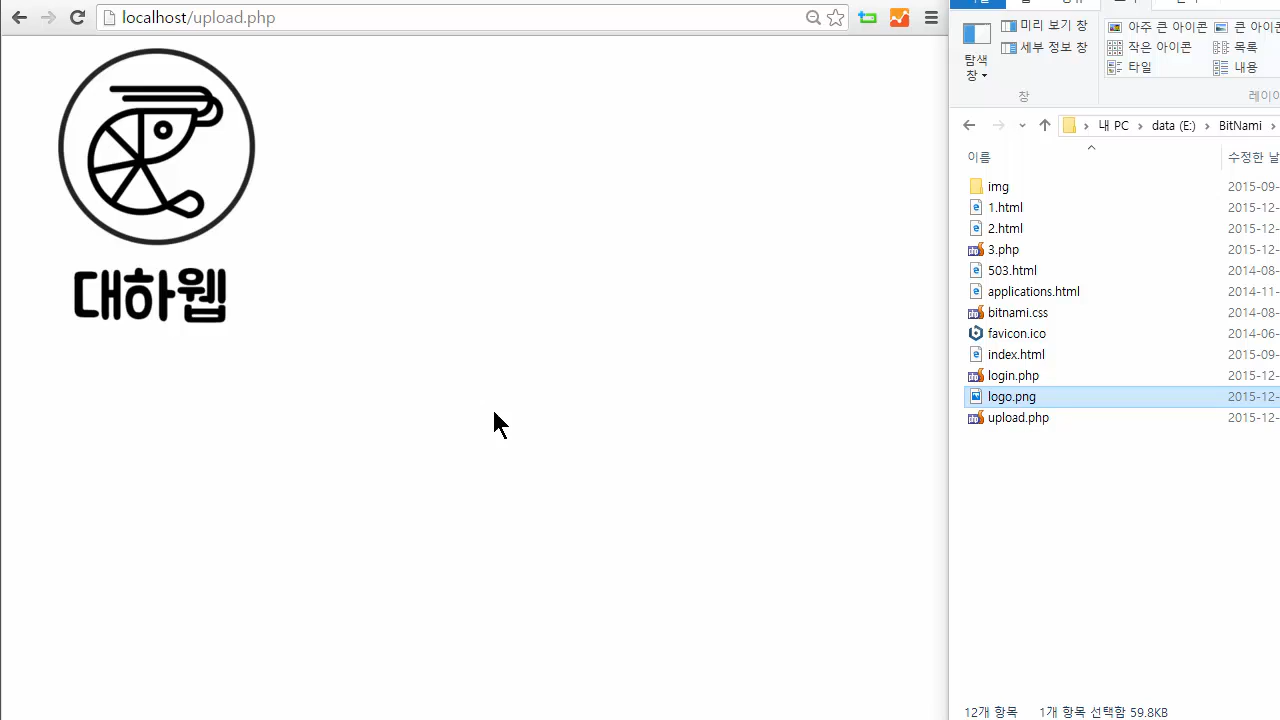 localhost/upload.php
대하웹
미리 보기 창
세부 정보 창
탐색
창
창
아주 큰 아이콘
큰 아이
작은 아이콘
목록
타일
내용
레이
내 PC
data (E:)
BitNami
이름
수정한 날
img
2015-09-
1.html
2015-12-
2.html
2015-12-
3.php
2015-12-
503.html
2014-08-
applications.html
2014-11-
bitnami.css
2014-08-
favicon.ico
2014-06-
index.html
2015-09-
login.php
2015-12-
logo.png
2015-12-
upload.php
2015-12-
12개 항목
1개 항목 선택함 59.8KB